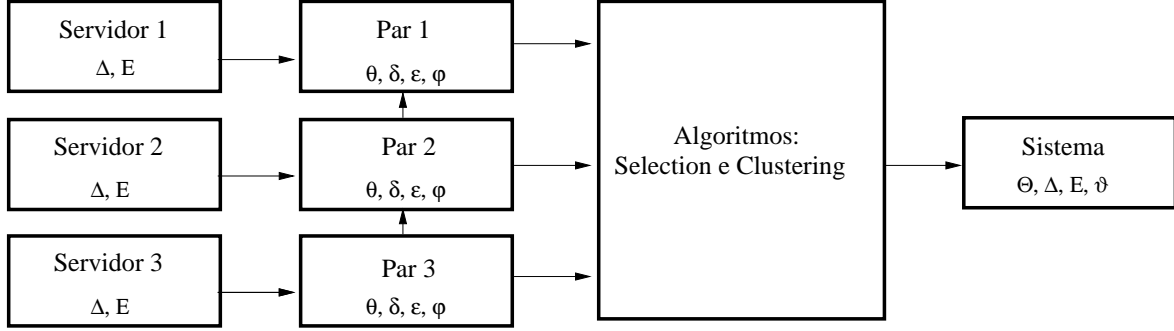 Servidor 1
Δ, E
Par 1
θ, δ, ε, φ
Servidor 2
Δ, E
Par 2
θ, δ, ε, φ
Servidor 3
Δ, E
Par 3
θ, δ, ε, φ
Algoritmos:
Selection e Clustering
Sistema
Θ, Δ, E, ϑ